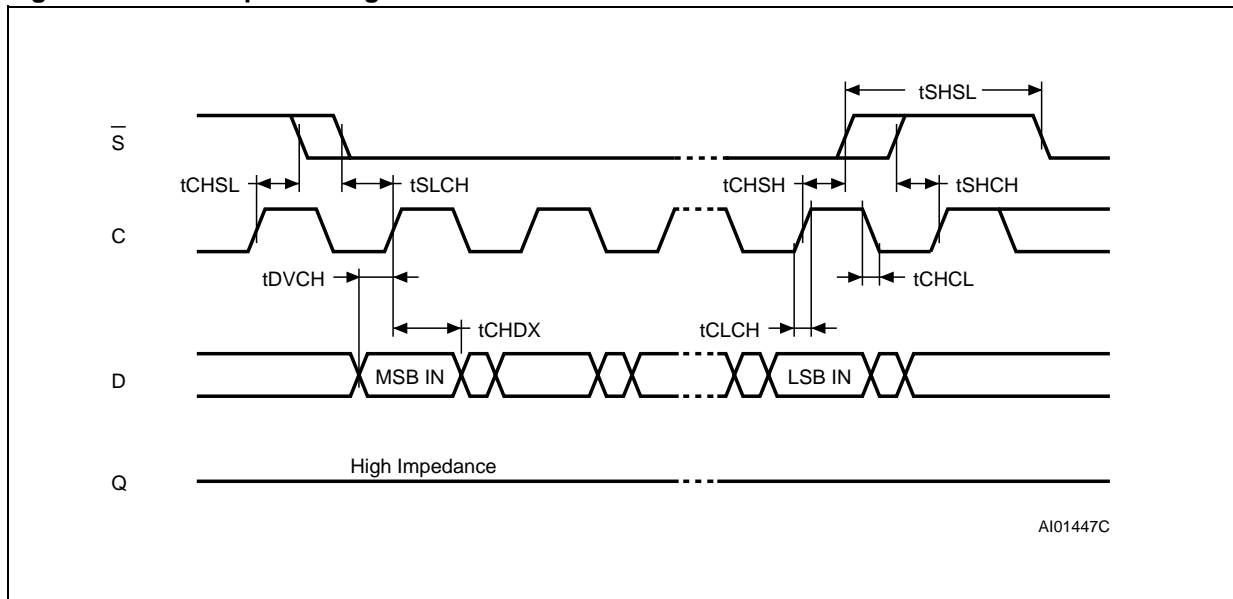 tSHSL
S
tCHSL
tSLCH
tCHSH
tSHCH
C
tDVCH
tCHCL
tCHDX
tCLCH
D
MSB IN
LSB IN
High Impedance
Q
AI01447C